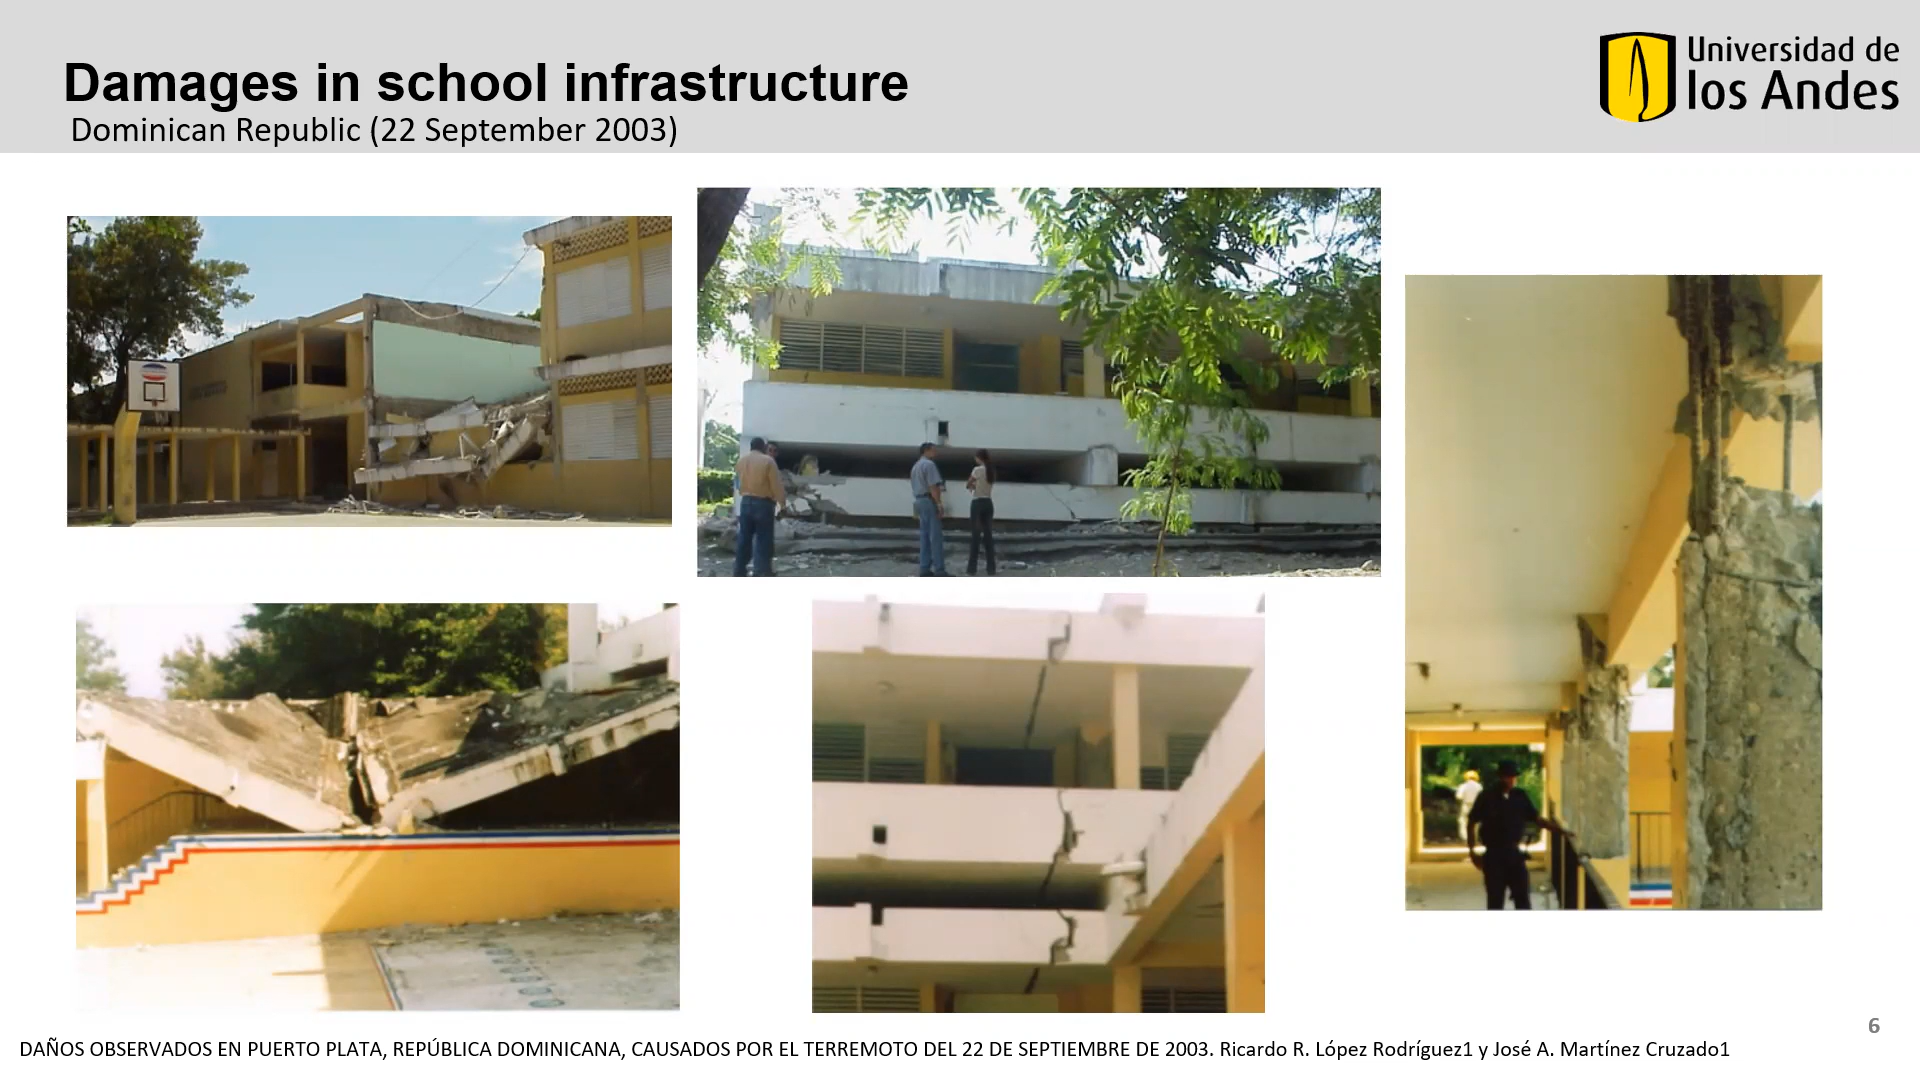 Damages in school infrastructure
Dominican Republic (22 September 2003)
Universidad de
los Andes
6
DAÑOS OBSERVADOS EN PUERTO PLATA, REPÚBLICA DOMINICANA, CAUSADOS POR EL TERREMOTO DEL 22 DE SEPTIEMBRE DE 2003. Ricardo R. López Rodríguez1 y José A. Martínez Cruzado1